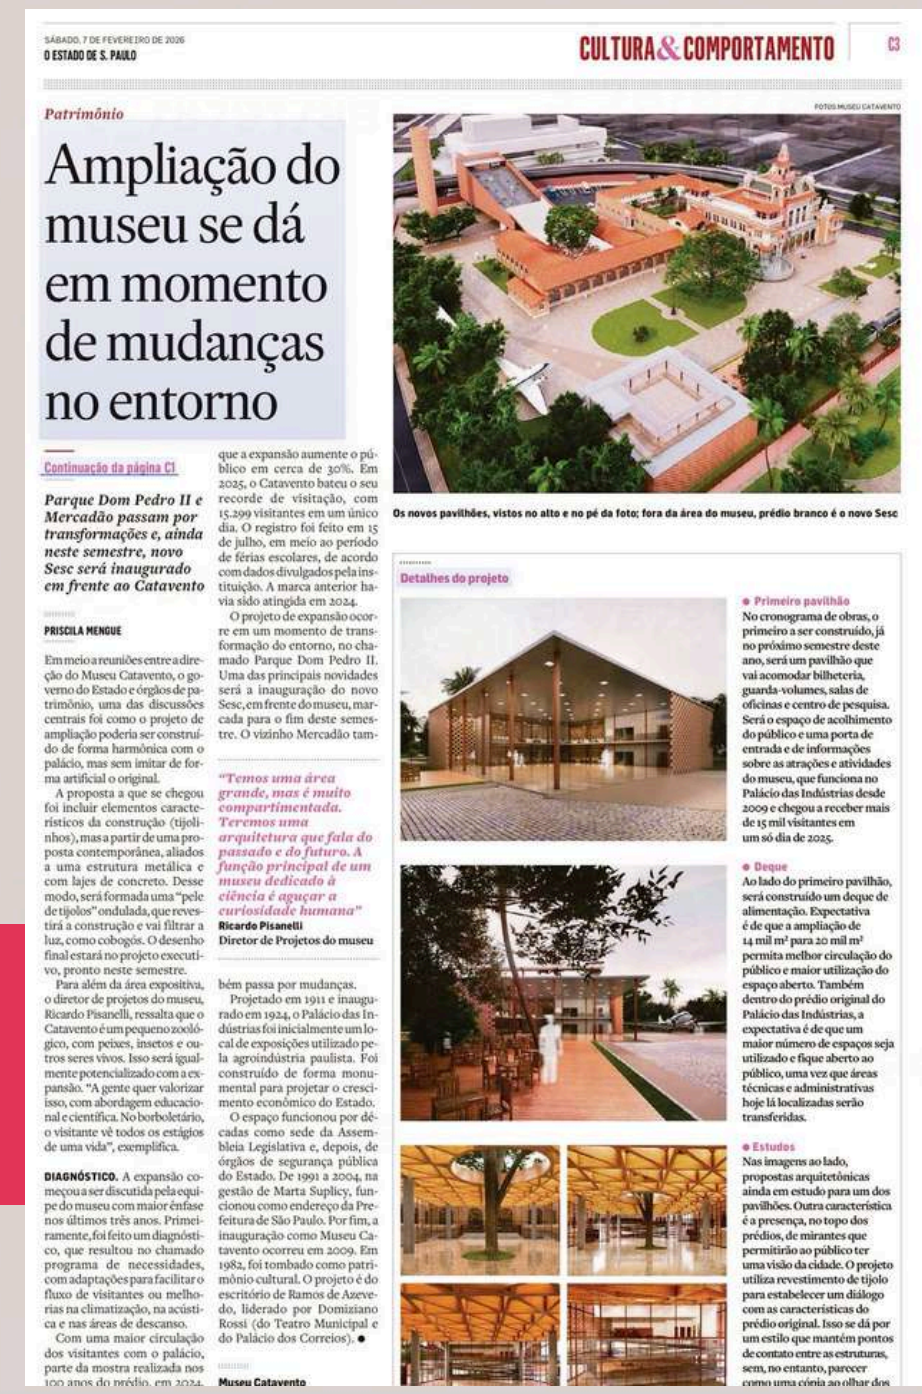 SÁBADO, 7 DE FEVEREIRO DE 2026
O ESTADO DE S. PAULO
CULTURA&COMPORTAMENTO
C3
Patrimônio
Ampliação do
museu se dá
em momento
de mudanças
no entorno
Continuação da página C1
Parque Dom Pedro II e
Mercadão passam por
transformações e, ainda
neste semestre, novo
Sesc será inaugurado
em frente ao Catavento
PRISCILA MENGUE
Em meio a reuniões entre a dire-
ção do Museu Catavento, o go-
verno do Estado e órgãos de pa-
trimônio, uma das discussões
centrais foi como o projeto de
ampliação poderia ser construí-
do de forma harmônica com o
palácio, mas sem imitar de for-
ma artificial o original.
A proposta a que se chegou
foi incluir elementos caracte-
rísticos da construção (tijoli-
nhos), mas a partir de uma pro-
posta contemporânea, aliados
a uma estrutura metálica e
com lajes de concreto. Desse
modo, será formada uma “pele
de tijolos” ondulada, que reves-
tirá a construção e vai filtrar a
luz, como cobogós. O desenho
final estará no projeto executi-
vo, pronto neste semestre.
Para além da área expositiva,
o diretor de projetos do museu,
Ricardo Pisanelli, ressalta que o
Catavento é um pequeno zooló-
gico, com peixes, insetos e ou-
tros seres vivos. Isso será igual-
mente potencializado com a ex-
pansão. “A gente quer valorizar
isso, com abordagem educacio-
nal e científica. No borboletário,
o visitante vê todos os estágios
de uma vida”, exemplifica.
DIAGNÓSTICO. A expansão co-
meçou a ser discutida pela equi-
pe do museu com maior ênfase
nos últimos três anos. Primei-
ramente, foi feito um diagnósti-
co, que resultou no chamado
programa de necessidades,
com adaptações para facilitar o
fluxo de visitantes ou melho-
rias na climatização, na acústi-
ca e nas áreas de descanso.
Com uma maior circulação
dos visitantes com o palácio,
parte da mostra realizada nos
100 anos do prédio, em 2024,
que a expansão aumente o pú-
blico em cerca de 30%. Em
2025, o Catavento bateu o seu
recorde de visitação, com
15.299 visitantes em um único
dia. O registro foi feito em 15
de julho, em meio ao período
de férias escolares, de acordo
com dados divulgados pela ins-
tituição. A marca anterior ha-
via sido atingida em 2024.
O projeto de expansão ocor-
re em um momento de trans-
formação do entorno, no cha-
mado Parque Dom Pedro II.
Uma das principais novidades
será a inauguração do novo
Sesc, em frente do museu, mar-
cada para o fim deste semes-
tre. O vizinho Mercadão tam-
“Temos uma área
grande, mas é muito
compartimentada.
Teremos uma
arquitetura que fala do
passado e do futuro. A
função principal de um
museu dedicado à
ciência é aguçar a
curiosidade humana”
Ricardo Pisanelli
Diretor de Projetos do museu
bém passa por mudanças.
Projetado em 1911 e inaugu-
rado em 1924, o Palácio das In-
dústrias foi inicialmente um lo-
cal de exposições utilizado pe-
la agroindústria paulista. Foi
construído de forma monu-
mental para projetar o cresci-
mento econômico do Estado.
O espaço funcionou por dé-
cadas como sede da Assem-
bleia Legislativa e, depois, de
órgãos de segurança pública
do Estado. De 1991 a 2004, na
gestão de Marta Suplicy, fun-
cionou como endereço da Pre-
feitura de São Paulo. Por fim, a
inauguração como Museu Ca-
tavento ocorreu em 2009. Em
1982, foi tombado como patri-
mônio cultural. O projeto é do
escritório de Ramos de Azeve-
do, liderado por Domiziano
Rossi (do Teatro Municipal e
do Palácio dos Correios). ●
Museu Catavento
FOTOS MUSEU CATAVENTO
Os novos pavilhões, vistos no alto e no pé da foto; fora da área do museu, prédio branco é o novo Sesc
Detalhes do projeto
● Primeiro pavilhão
No cronograma de obras, o
primeiro a ser construído, já
no próximo semestre deste
ano, será um pavilhão que
vai acomodar bilheteria,
guarda-volumes, salas de
oficinas e centro de pesquisa.
Será o espaço de acolhimento
do público e uma porta de
entrada e de informações
sobre as atrações e atividades
do museu, que funciona no
Palácio das Indústrias desde
2009 e chegou a receber mais
de 15 mil visitantes em
um só dia de 2025.
● Deque
Ao lado do primeiro pavilhão,
será construído um deque de
alimentação. Expectativa
é de que a ampliação de
14 mil m² para 20 mil m²
permita melhor circulação do
público e maior utilização do
espaço aberto. Também
dentro do prédio original do
Palácio das Indústrias, a
expectativa é de que um
maior número de espaços seja
utilizado e fique aberto ao
público, uma vez que áreas
técnicas e administrativas
hoje lá localizadas serão
transferidas.
● Estudos
Nas imagens ao lado,
propostas arquitetônicas
ainda em estudo para um dos
pavilhões. Outra característica
é a presença, no topo dos
prédios, de mirantes que
permitirão ao público ter
uma visão da cidade. O projeto
utiliza revestimento de tijolo
para estabelecer um diálogo
com as características do
prédio original. Isso se dá por
um estilo que mantém pontos
de contato entre as estruturas,
sem, no entanto, parecer
como uma cópia ao olhar dos